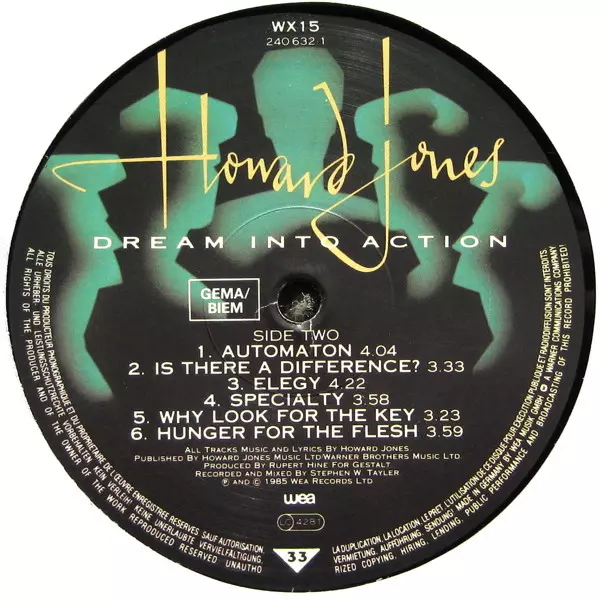 WX15
240 632 1
Howard Jones
DREAM INTO ACTION
GEMA/
BIEM
SIDE TWO
1. AUTOMATON 4.04
2. IS THERE A DIFFERENCE? 3.33
3. ELEGY 4.22
4. SPECIALTY 3.58
5. WHY LOOK FOR THE KEY 3.23
6. HUNGER FOR THE FLESH 3.59
ALL TRACKS MUSIC AND LYRICS BY HOWARD JONES
PUBLISHED BY HOWARD JONES MUSIC LTD/WARNER BROTHERS MUSIC LTD.
PRODUCED BY RUPERT HINE FOR GESTALT
RECORDED AND MIXED BY STEPHEN W. TAYLER
℗ AND © 1985 WEA RECORDS LTD
wea
LC 4281
33
TOUS DROITS DU PRODUCTEUR PHONOGRAPHIQUE ET DU PROPRIETAIRE DE L'ŒUVRE ENREGISTREE RESERVES SAUF AUTORISATION. LA DUPLICATION, LA LOCATION, LE PRET, L'UTILISATION DE CE DISQUE POUR EXECUTION PUBLIQUE ET RADIODIFFUSION SONT INTERDITS
ALLE URHEBER- UND LEISTUNGSSCHUTZRECHTE VORBEHALTEN. KEIN VERLEIH! KEINE UNERLAUBTE VERVIELFÄLTIGUNG, VERMIETUNG, AUFFÜHRUNG, SENDUNG! MADE IN GERMANY BY WEA MUSIK GMBH A WARNER COMMUNICATIONS COMPANY
ALL RIGHTS OF THE PRODUCER AND OF THE OWNER OF THE WORK REPRODUCED RESERVED. UNAUTHORIZED COPYING, HIRING, LENDING, PUBLIC PERFORMANCE AND BROADCASTING OF THIS RECORD PROHIBITED!